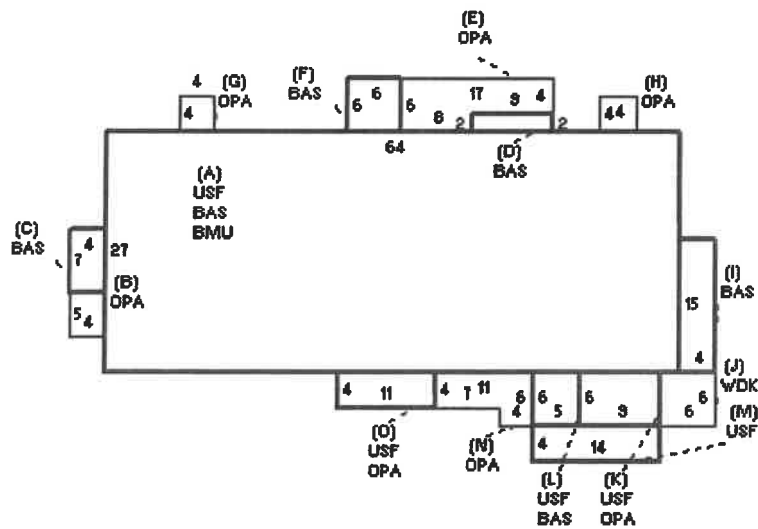 (E)
OPA
4
(G)
OPA
4
(F)
BAS
6 6
6
17
9 4
8
2
2
(H)
OPA
44
64
(D)
BAS
(A)
USF
BAS
BMU
(C)
BAS
4
7
27
(B)
OPA
5 4
(I)
BAS
15
4
(J)
WDK
4 11
4 7 11
6
4
6
5
6
9
6
6
(M)
USF
(O)
USF
OPA
(N)
OPA
4 14
(L)
USF
BAS
(K)
USF
OPA